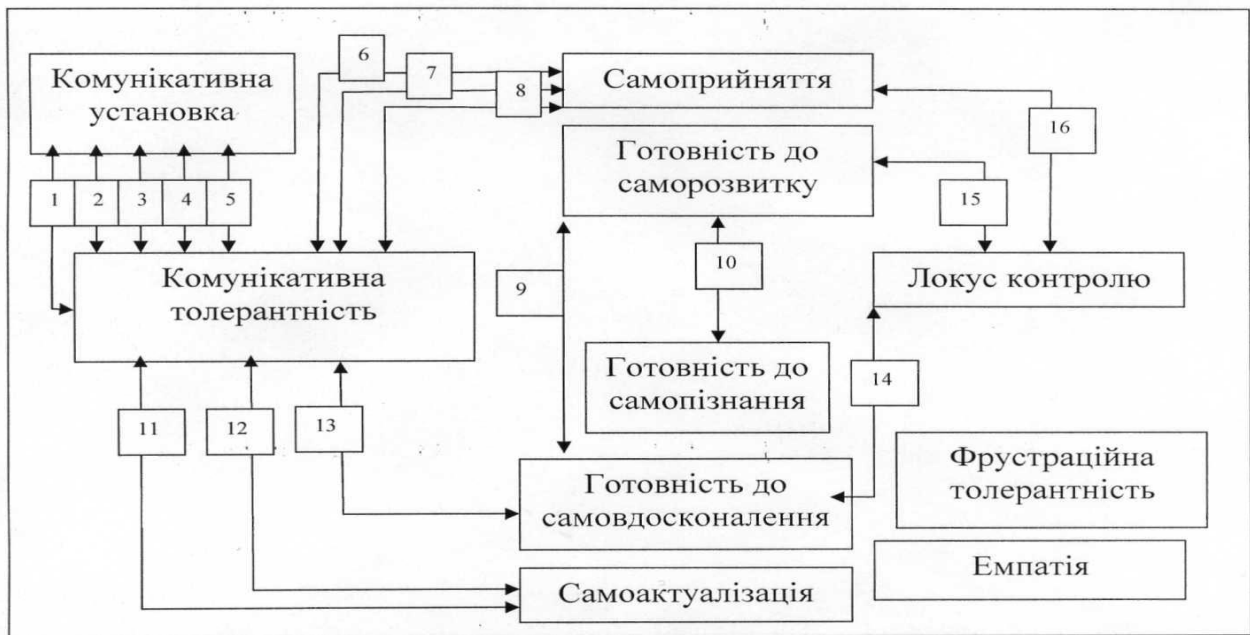 Комунікативна
установка
6
7
8
Самоприйняття
16
Готовність до
саморозвитку
15
1
2
3
4
5
Комунікативна
толерантність
9
10
Локус контролю
Готовність до
самопізнання
14
11
12
13
Фрустраційна
толерантність
Готовність до
самовдосконалення
Емпатія
Самоактуалізація